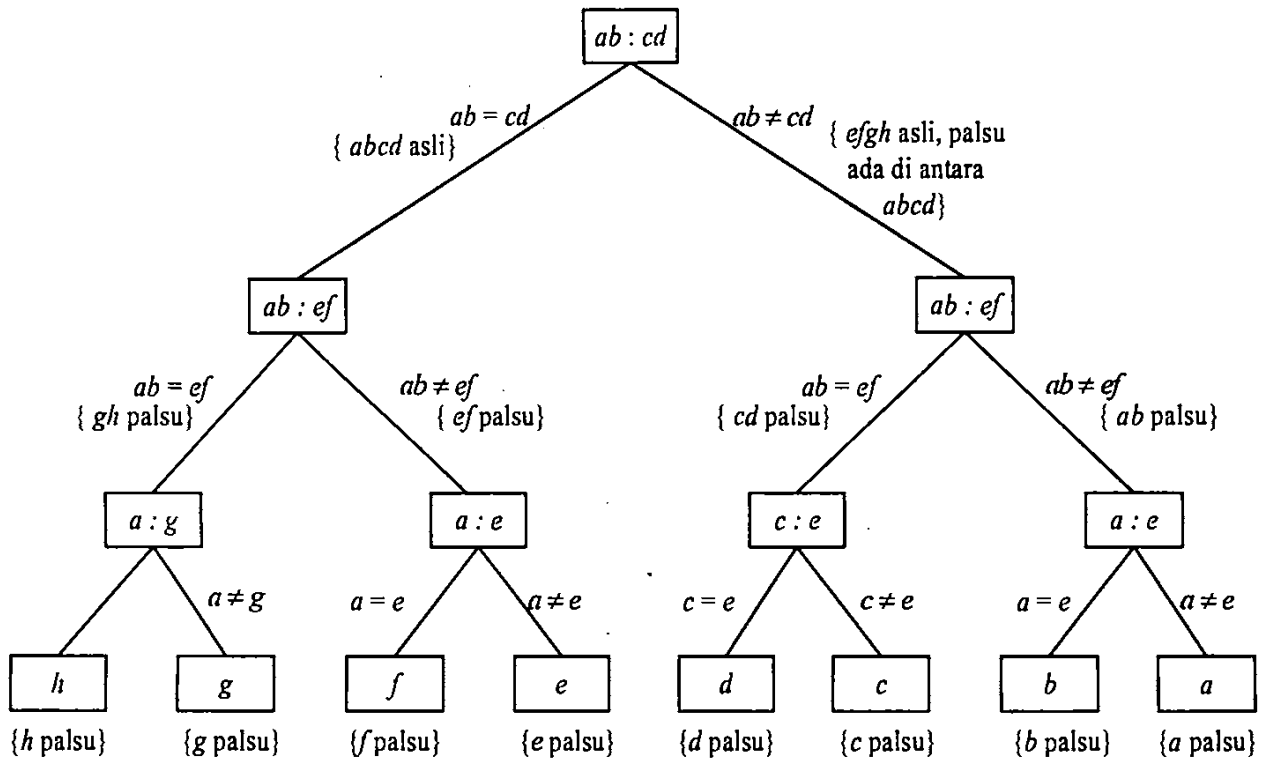 ab : cd
ab = cd
{ abcd asli}
ab ≠ cd
{ efgh asli, palsu
ada di antara
abcd}
ab : ef
ab : ef
ab = ef
{ gh palsu}
ab ≠ ef
{ ef palsu}
ab = ef
{ cd palsu}
ab ≠ ef
{ ab palsu}
a : g
a : e
c : e
a : e
a ≠ g
a = e
a ≠ e
c = e
c ≠ e
a = e
a ≠ e
h
g
f
e
d
c
b
a
{h palsu}
{g palsu}
{f palsu}
{e palsu}
{d palsu}
{c palsu}
{b palsu}
{a palsu}